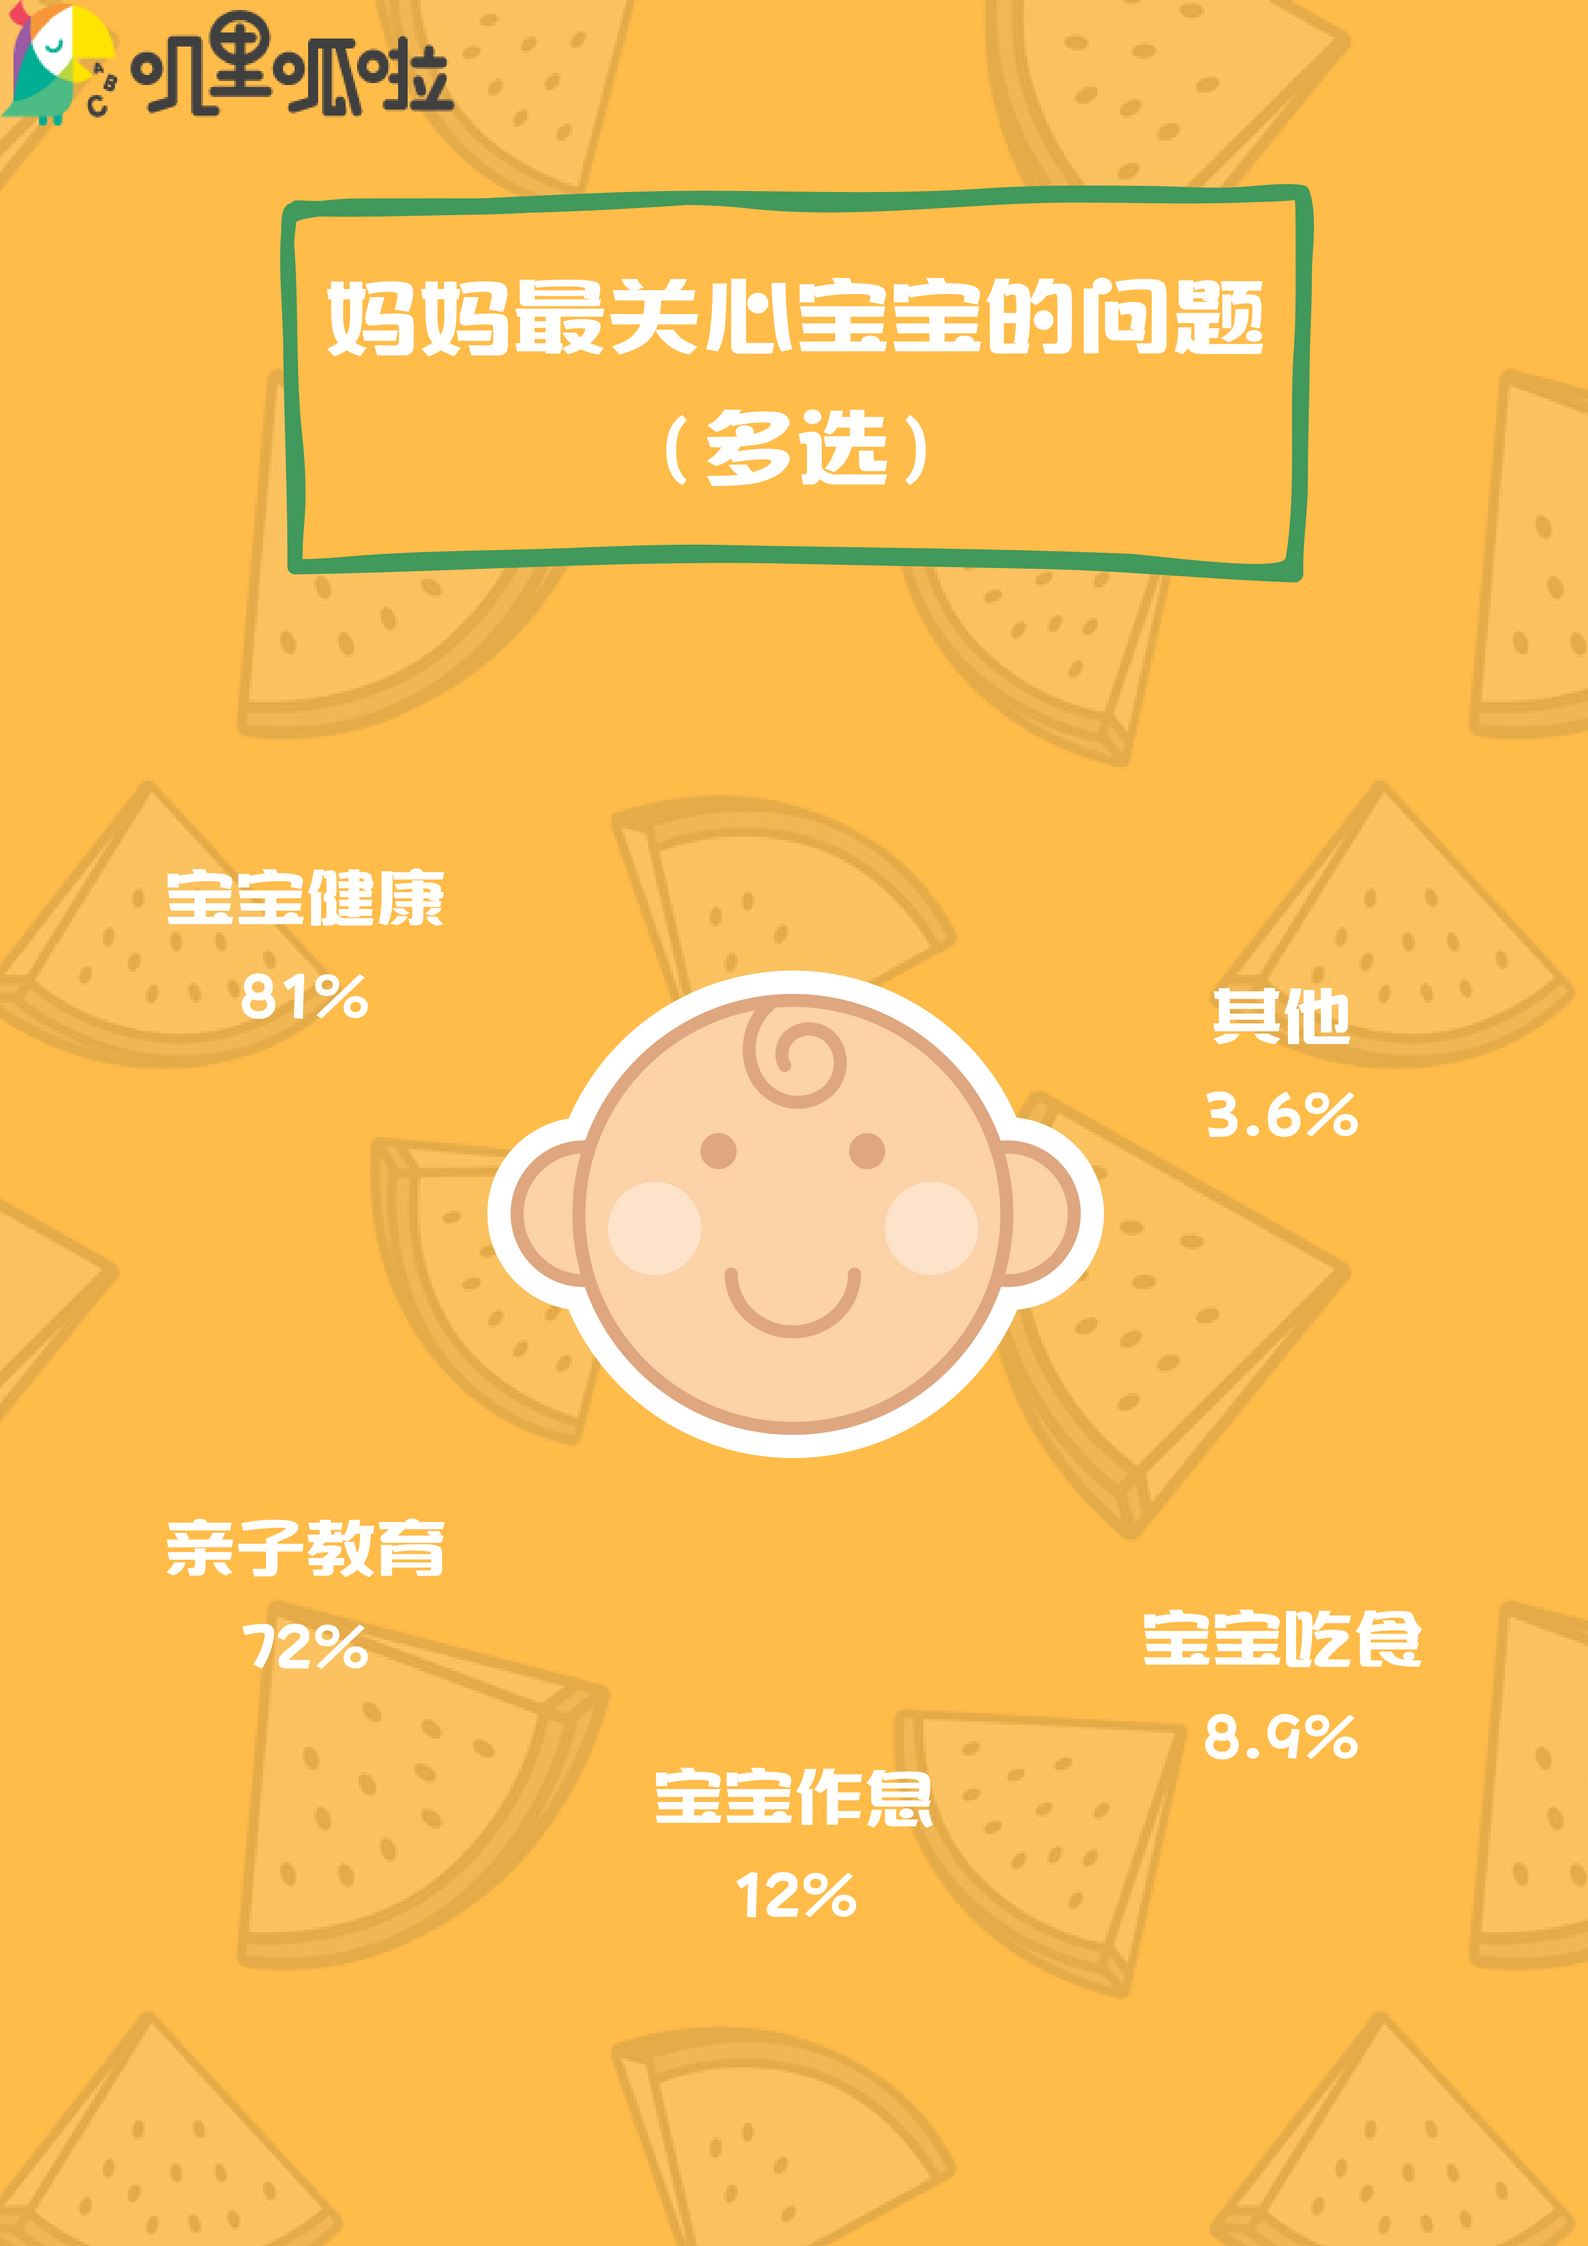 ABC
叽里呱啦
妈妈最关心宝宝的问题
（多选）
宝宝健康
81%
其他
3.6%
亲子教育
72%
宝宝吃食
8.9%
宝宝作息
12%